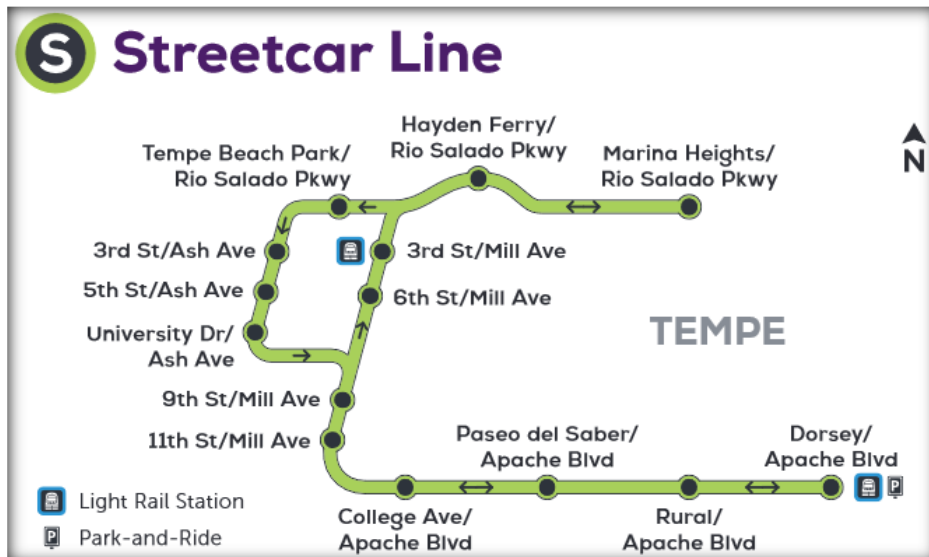 S Streetcar Line
Hayden Ferry/
Rio Salado Pkwy
Tempe Beach Park/
Rio Salado Pkwy
Marina Heights/
Rio Salado Pkwy
N
3rd St/Ash Ave
3rd St/Mill Ave
5th St/Ash Ave
6th St/Mill Ave
University Dr/
Ash Ave
TEMPE
9th St/Mill Ave
11th St/Mill Ave
Paseo del Saber/
Apache Blvd
Dorsey/
Apache Blvd
P
College Ave/
Apache Blvd
Rural/
Apache Blvd
Light Rail Station
P Park-and-Ride